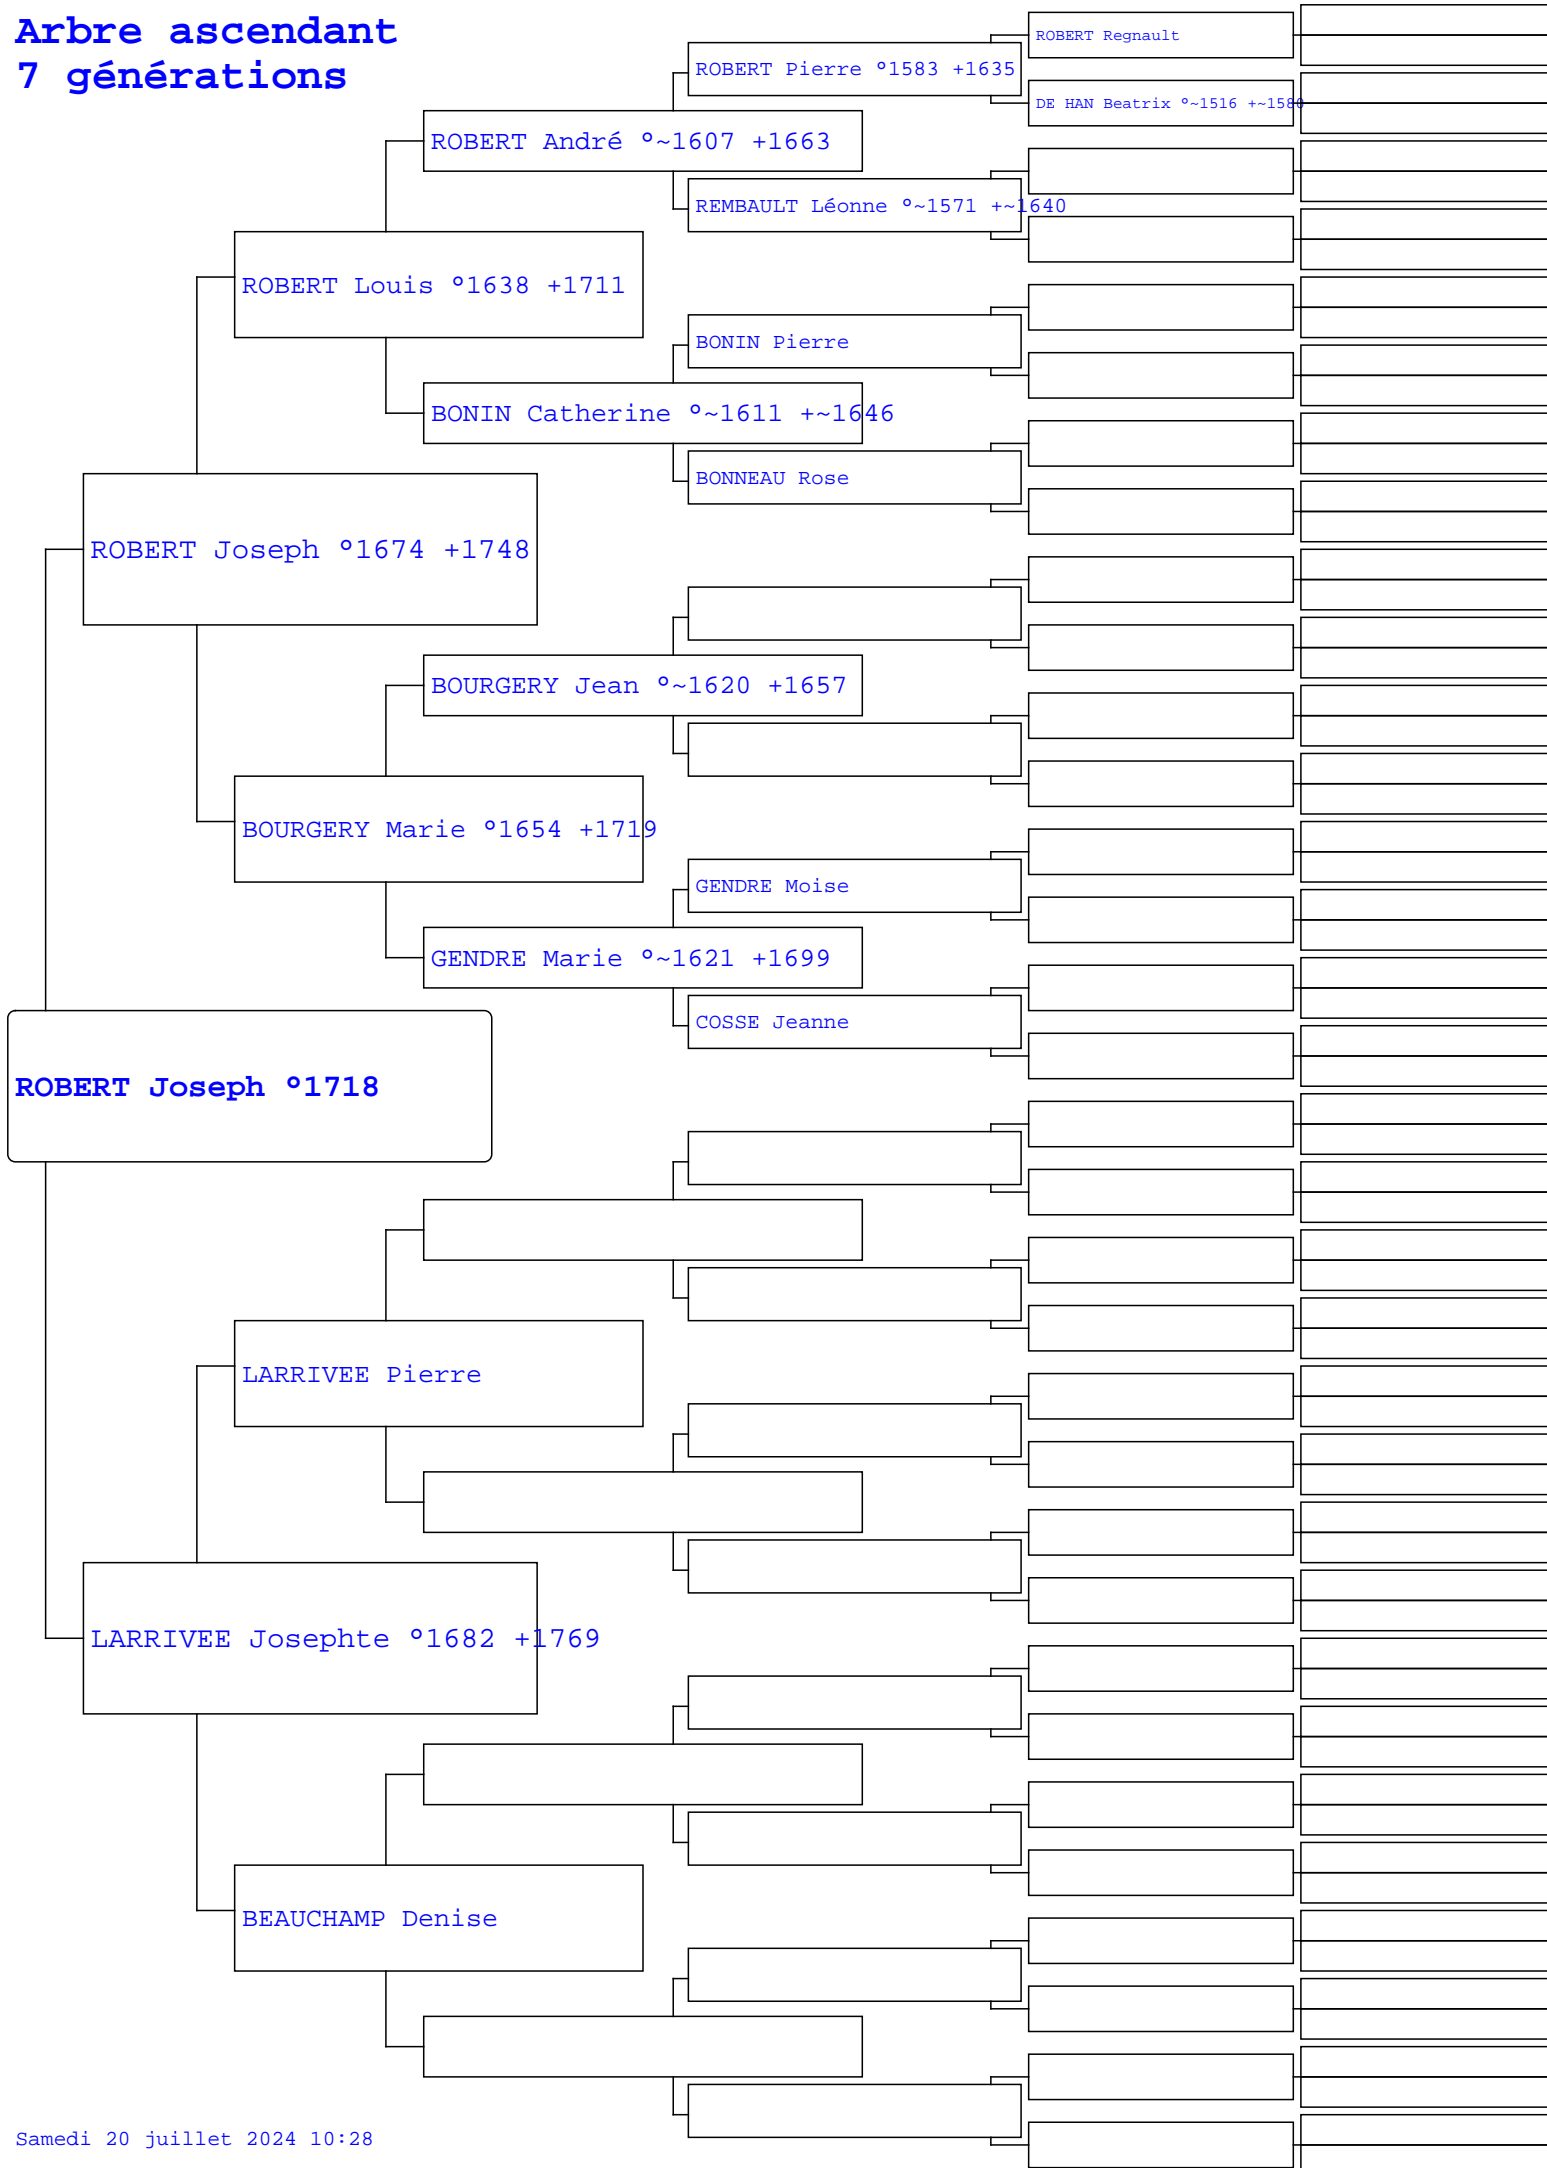 Arbre ascendant
7 générations
ROBERT Regnault
ROBERT Pierre °1583 +1635
DE HAN Beatrix °~1516 +~1580
ROBERT André °~1607 +1663
REMBAULT Léonne °~1571 +~1640
ROBERT Louis °1638 +1711
BONIN Pierre
BONIN Catherine °~1611 +~1646
BONNEAU Rose
ROBERT Joseph °1674 +1748
BOURGERY Jean °~1620 +1657
BOURGERY Marie °1654 +1719
GENDRE Moise
GENDRE Marie °~1621 +1699
COSSE Jeanne
ROBERT Joseph °1718
LARRIVEE Pierre
LARRIVEE Josephte °1682 +1769
BEAUCHAMP Denise
Samedi 20 juillet 2024 10:28